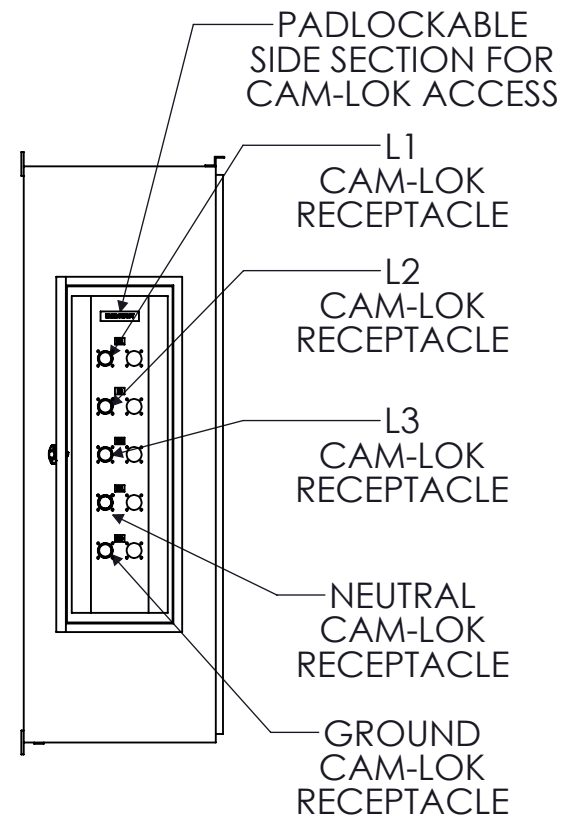 PADLOCKABLE
SIDE SECTION FOR
CAM-LOK ACCESS
L1
CAM-LOK
RECEPTACLE
L2
CAM-LOK
RECEPTACLE
L3
CAM-LOK
RECEPTACLE
NEUTRAL
CAM-LOK
RECEPTACLE
GROUND
CAM-LOK
RECEPTACLE